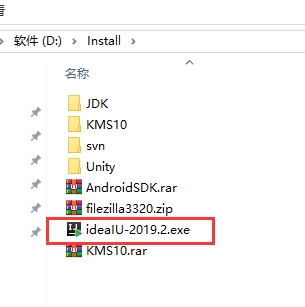 看
软件 (D:) Install
名称
JDK
KMS10
svn
Unity
AndroidSDK.rar
filezilla3320.zip
ideaIU-2019.2.exe
KMS10.rar